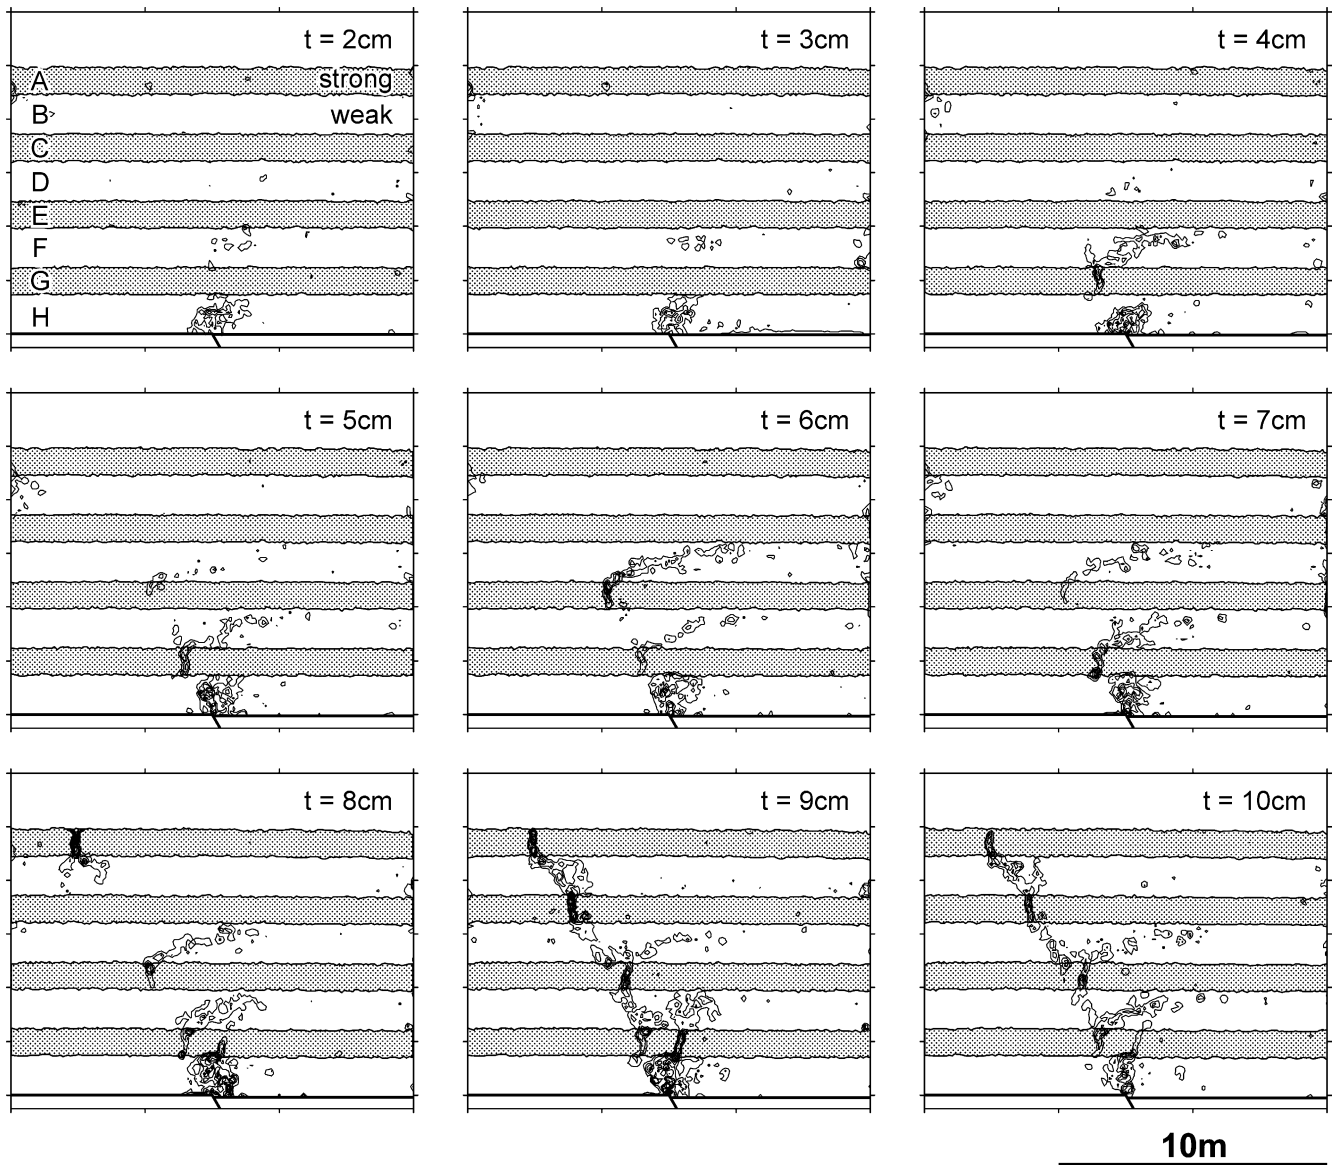 t = 2cm
t = 3cm
t = 4cm
A strong
B weak
C
D
E
F
G
H
t = 5cm
t = 6cm
t = 7cm
t = 8cm
t = 9cm
t = 10cm
10m